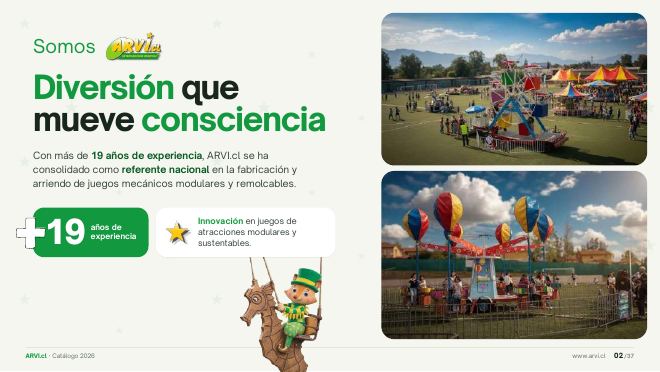 Somos ARVI.cl
Diversión que
mueve consciencia
Con más de 19 años de experiencia, ARVI.cl se ha
consolidado como referente nacional en la fabricación y
arriendo de juegos mecánicos modulares y remolcables.
+19 años de
experiencia
Innovación en juegos de
atracciones modulares y
sustentables.
ARVI.cl · Catálogo 2026
www.arvi.cl 02/37